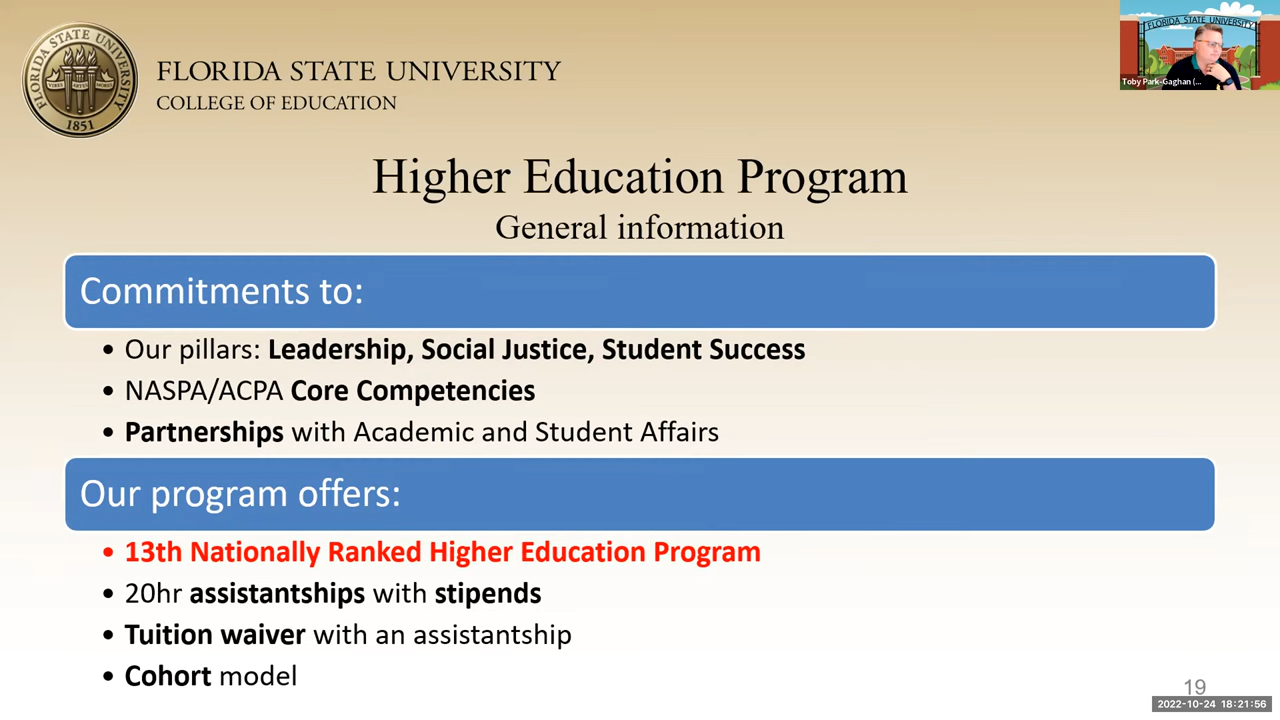 FLORIDA STATE UNIVERSITY
VIRES ARTES MORES
1851
FLORIDA STATE UNIVERSITY
COLLEGE OF EDUCATION
FLORIDA STATE UNIVERSITY
Toby Park-Gaghan (...
Higher Education Program
General information
Commitments to:
• Our pillars: Leadership, Social Justice, Student Success
• NASPA/ACPA Core Competencies
• Partnerships with Academic and Student Affairs
Our program offers:
• 13th Nationally Ranked Higher Education Program
• 20hr assistantships with stipends
• Tuition waiver with an assistantship
• Cohort model
19
2022-10-24 18:21:56